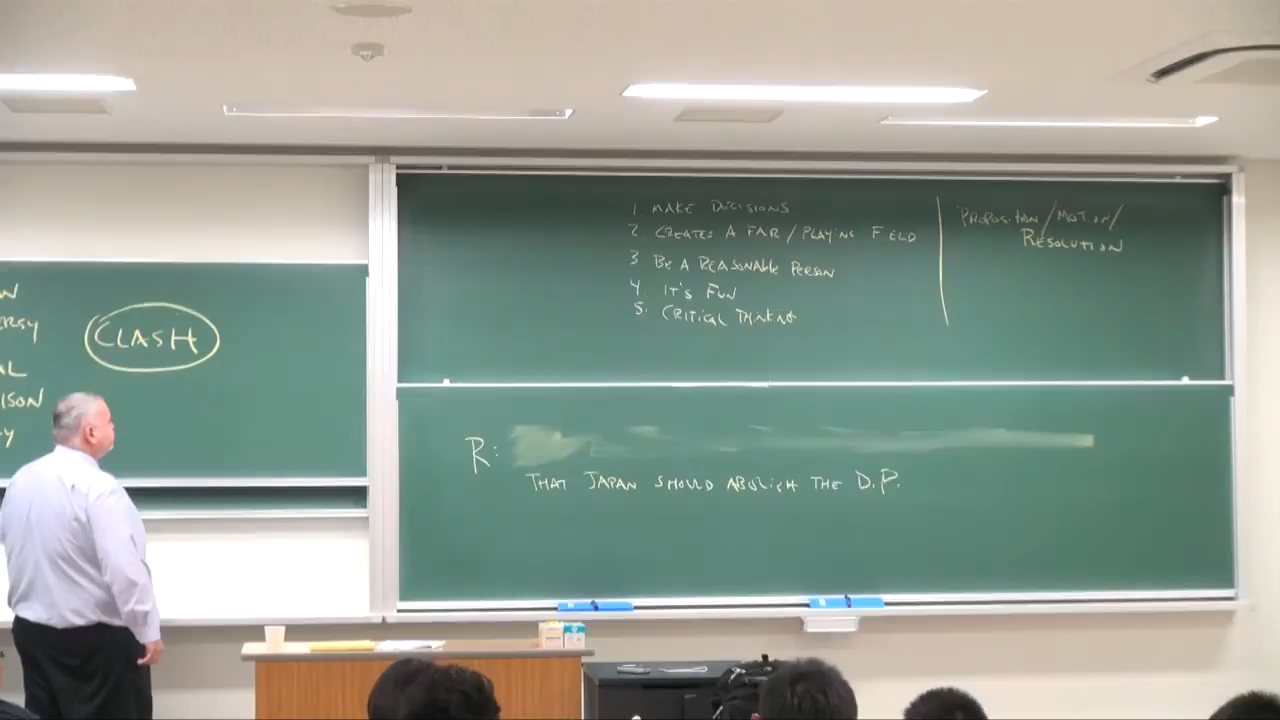 CLASH
1. MAKE DECISIONS
2 CREATES A FAR / PLAYING FIELD
3 BE A REASONABLE PERSON
4 IT'S FUN
5. CRITICAL THINKING
PROPOSITION / MOTION /
RESOLUTION
R:
THAT JAPAN SHOULD ABOLISH THE D.P.